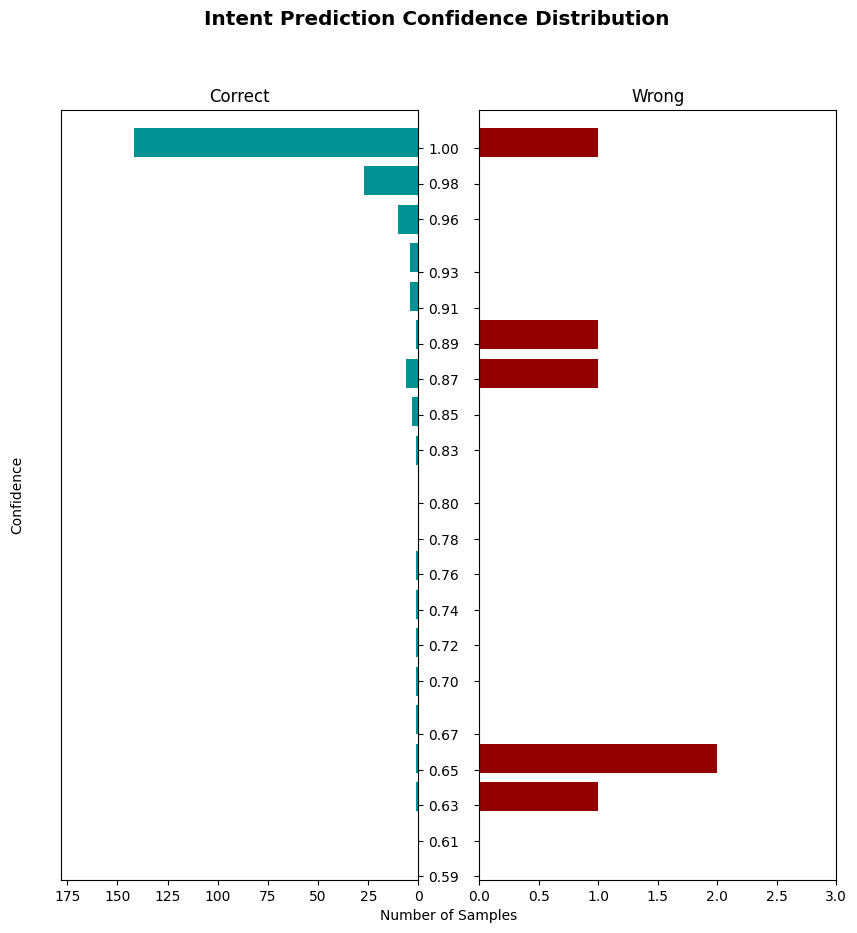 Intent Prediction Confidence Distribution
Correct
Wrong
Confidence
1.00
0.98
0.96
0.93
0.91
0.89
0.87
0.85
0.83
0.80
0.78
0.76
0.74
0.72
0.70
0.67
0.65
0.63
0.61
0.59
175 150 125 100 75 50 25 0
0.0 0.5 1.0 1.5 2.0 2.5 3.0
Number of Samples